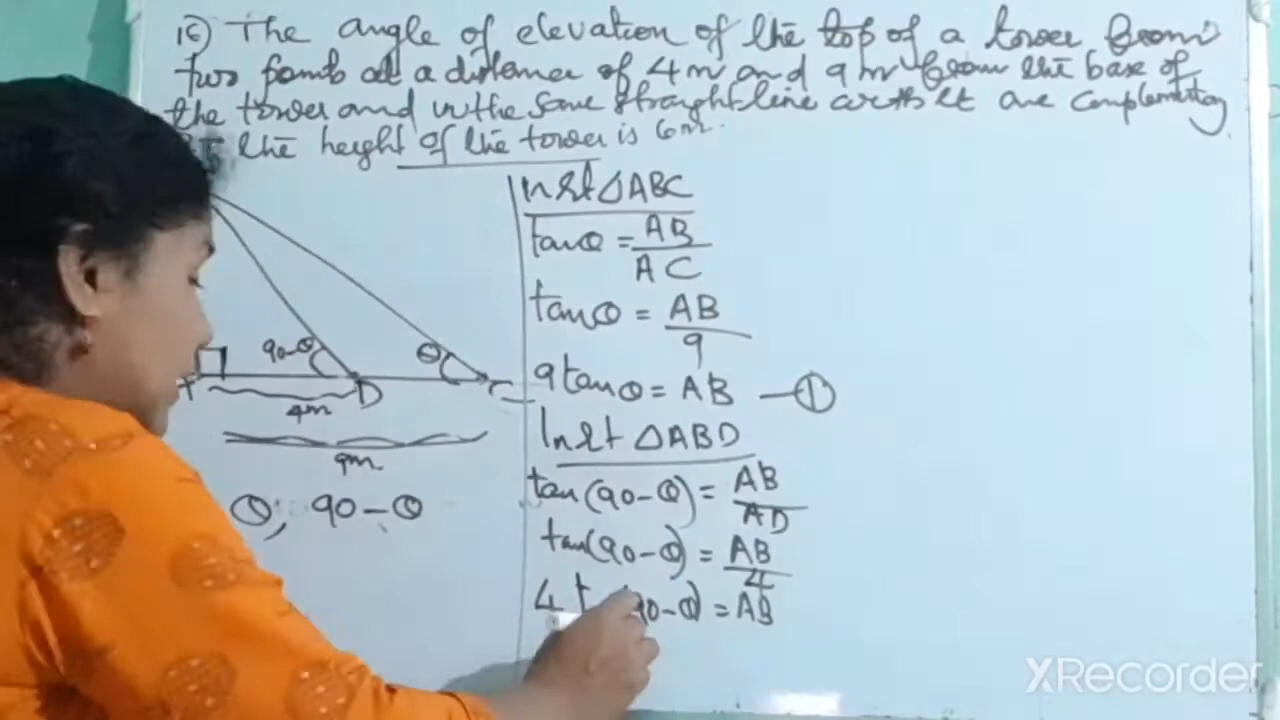 16) The angle of elevation of the top of a tower from
two points at a distance of 4m and 9m from the base of
the tower and in the same straight line with it are complementary
the height of the tower is 6m.
In rt △ABC
tanθ = AB
AC
tanθ = AB
9
9tanθ = AB — ①
In rt △ABD
tan(90-θ) = AB
AD
tan(90-θ) = AB
4
4 t 90-θ) = AB
90-θ
θ
D
C
4m
9m
θ, 90-θ
XRecorder